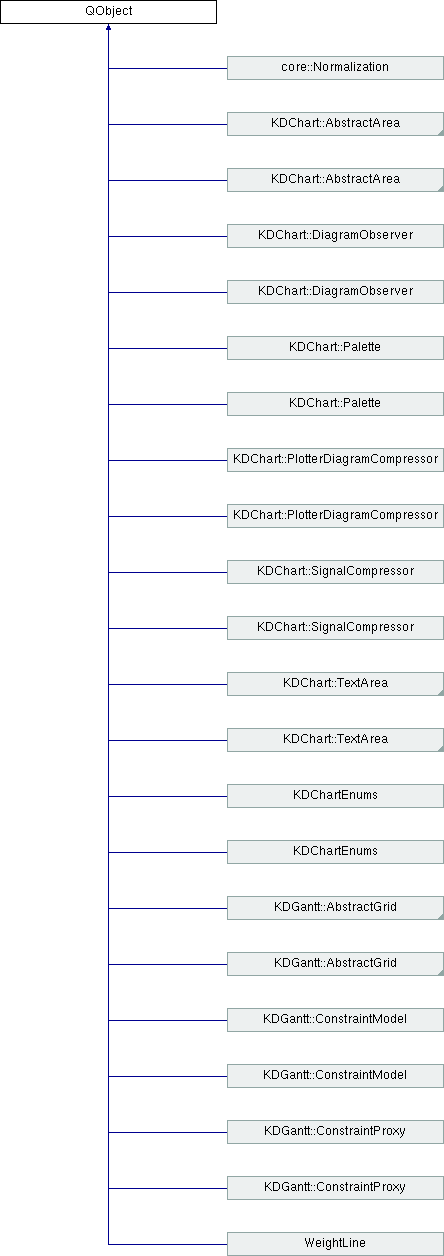 QObject
core::Normalization
KDChart::AbstractArea
KDChart::AbstractArea
KDChart::DiagramObserver
KDChart::DiagramObserver
KDChart::Palette
KDChart::Palette
KDChart::PlotterDiagramCompressor
KDChart::PlotterDiagramCompressor
KDChart::SignalCompressor
KDChart::SignalCompressor
KDChart::TextArea
KDChart::TextArea
KDChartEnums
KDChartEnums
KDGantt::AbstractGrid
KDGantt::AbstractGrid
KDGantt::ConstraintModel
KDGantt::ConstraintModel
KDGantt::ConstraintProxy
KDGantt::ConstraintProxy
WeightLine